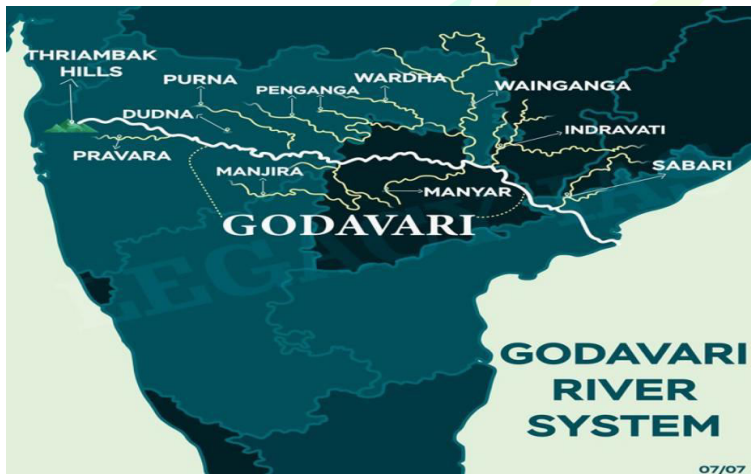 THRIAMBAK
HILLS
PURNA
PENGANGA
WARDHA
WAINGANGA
DUDNA
INDRAVATI
PRAVARA
MANJIRA
MANYAR
SABARI
GODAVARI
GODAVARI
RIVER
SYSTEM
07/07